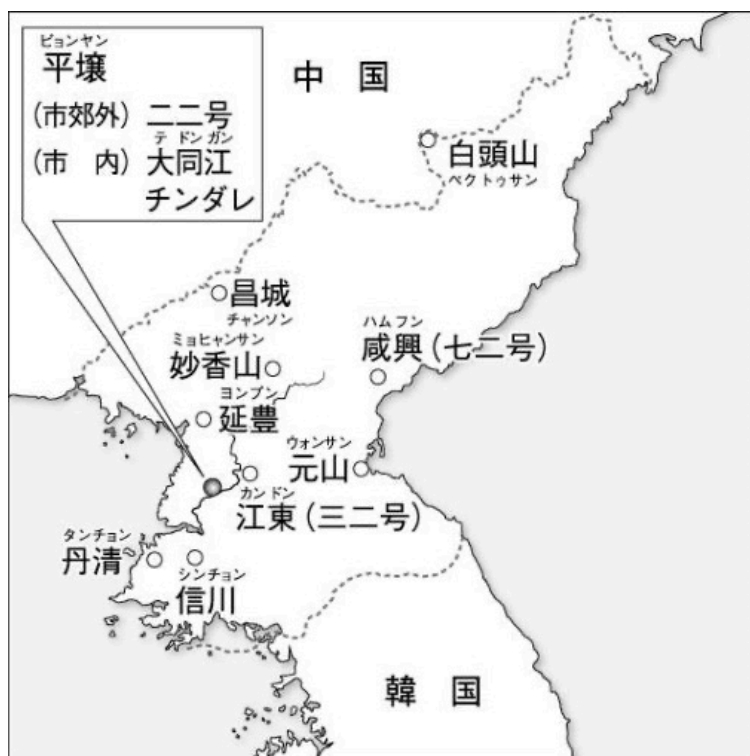 ピョンヤン
平壌
(市郊外) 二二号
テドンガン
(市 内) 大同江
チンダレ
中 国
白頭山
ペクトゥサン
昌城
チャンソン
ミョヒャンサン
妙香山
ハムフン
咸興(七二号)
ヨンプン
延豊
ウォンサン
元山
カンドン
江東(三二号)
タンチョン
丹清
シンチョン
信川
韓 国